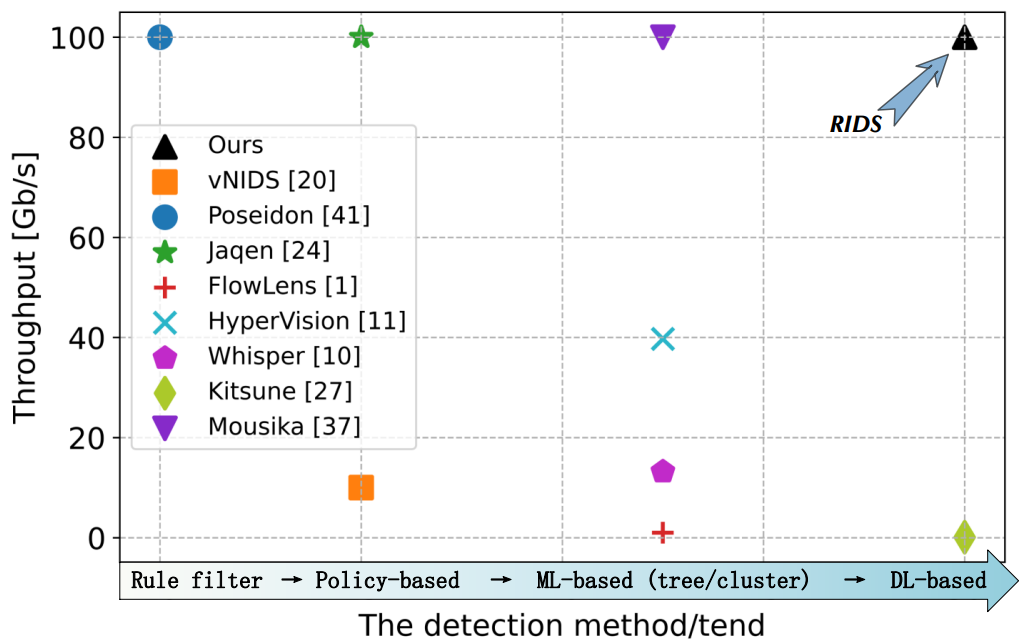 100
80
60
40
20
0
Throughput [Gb/s]
RIDS
Ours
vNIDS [20]
Poseidon [41]
Jaqen [24]
FlowLens [1]
HyperVision [11]
Whisper [10]
Kitsune [27]
Mousika [37]
Rule filter → Policy-based → ML-based (tree/cluster) → DL-based
The detection method/tend